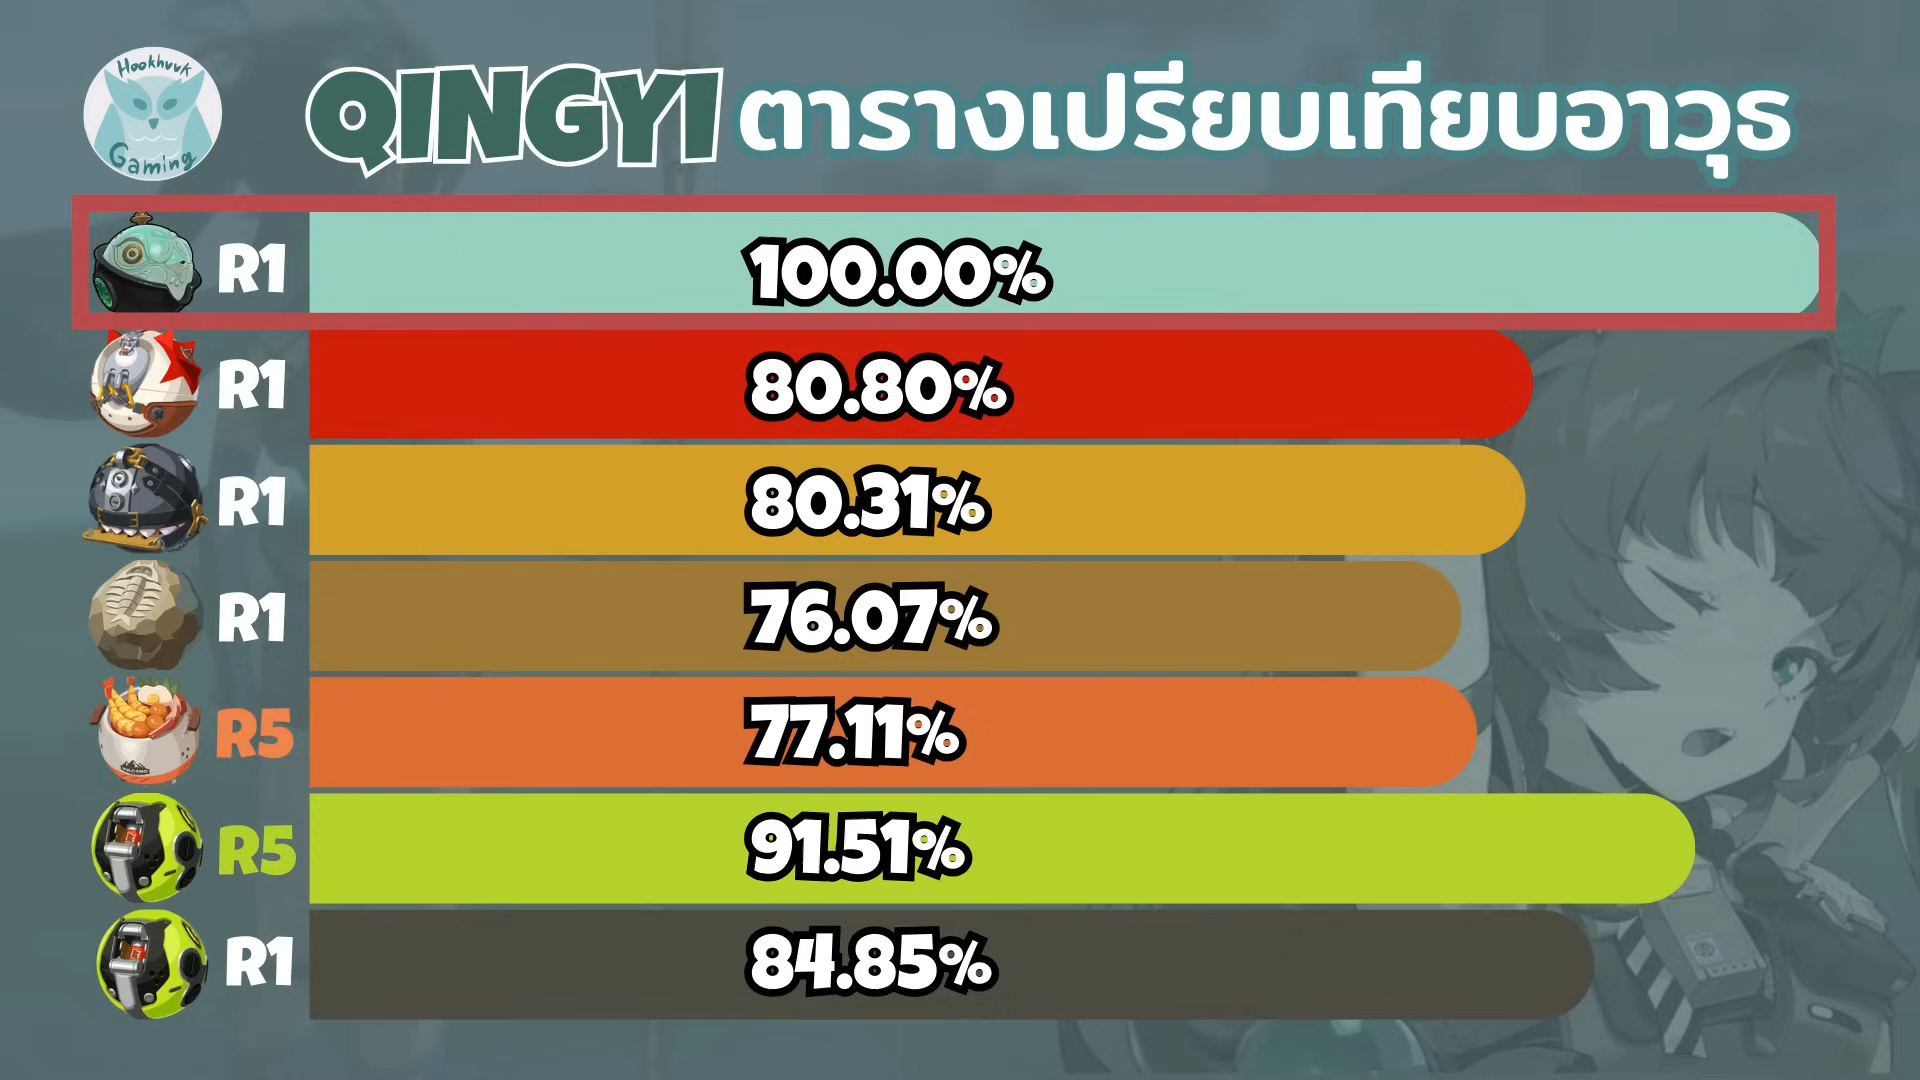 Hookhuuk
Gaming
QINGYI ตารางเปรียบเทียบอาวุธ
R1 100.00%
R1 80.80%
R1 80.31%
R1 76.07%
R5 77.11%
R5 91.51%
R1 84.85%